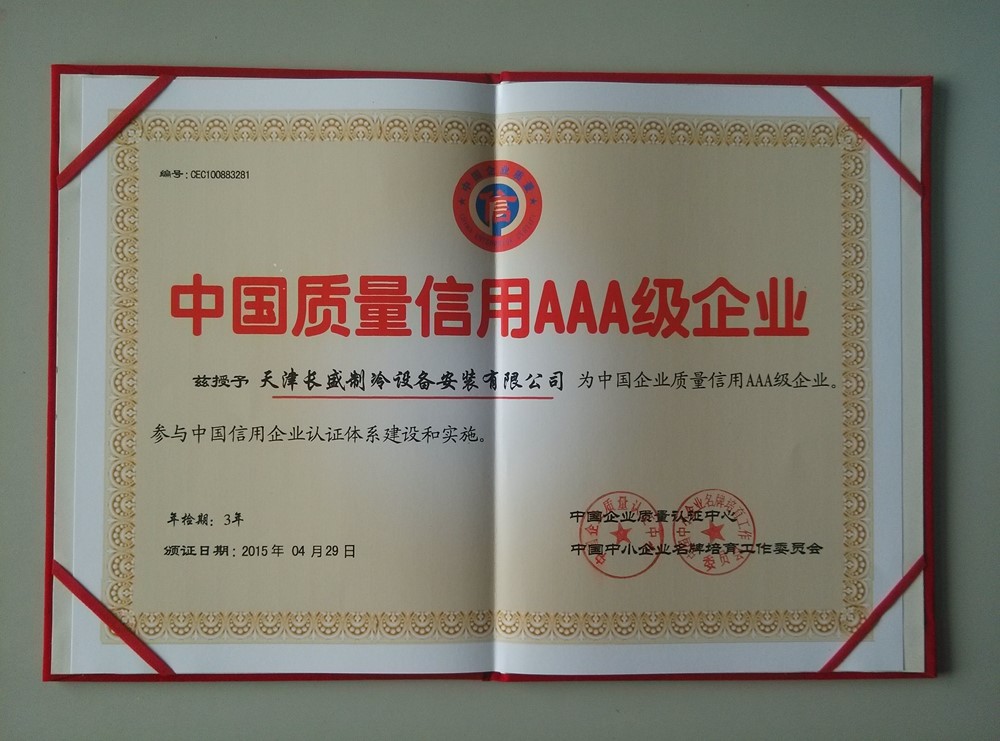 编号:CEC100883281
信
中国质量信用AAA级企业
兹授予 天津长盛制冷设备安装有限公司 为中国企业质量信用AAA级企业。
参与中国信用企业认证体系建设和实施。
年检期：3年
颁证日期：2015年 04月29日
中国企业质量认证中心
中国中小企业名牌培育工作委员会